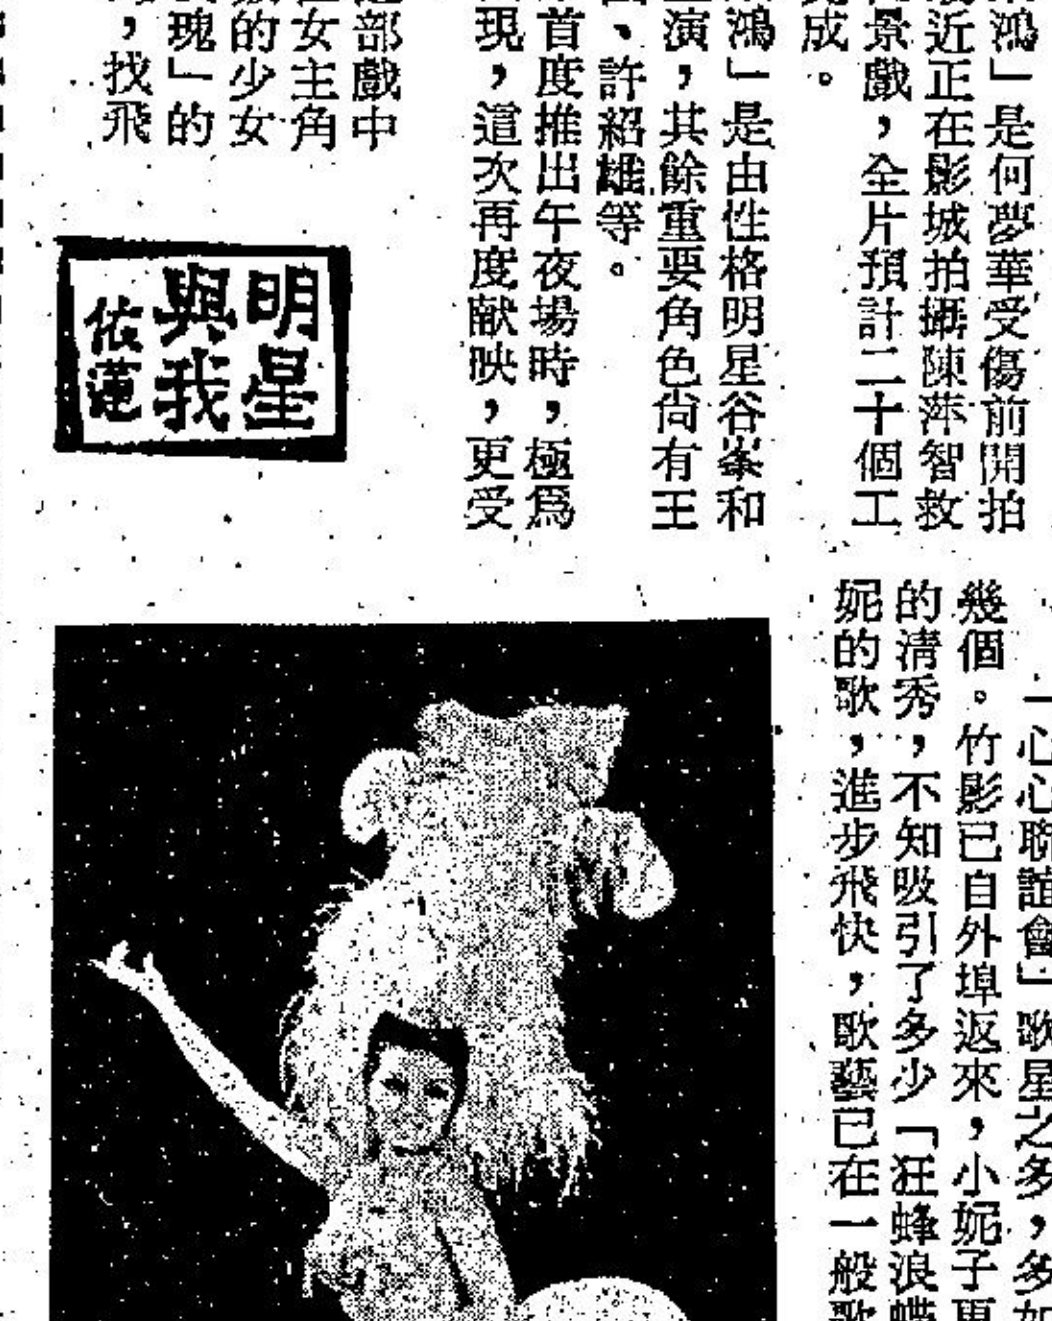 鴻」是何夢華受傷前開拍
近正在影城拍攝陳萍智救
景戲，全片預計二十個工
成。
鴻」是由性格明星谷峯和
演，其餘重要角色尚有王
、許紹雄等。
首度推出午夜場時，極爲
現，這次再度献映，更受
部戲中
女主角
的少女
瑰」的
，找飛
明星
與我
依蓮
「心心聯誼會」歌星之多，多如
幾個。竹影已自外埠返來，小妮子更
的清秀，不知吸引了多少「狂蜂浪蝶
妮的歌，進步飛快，歌藝已在一般歌